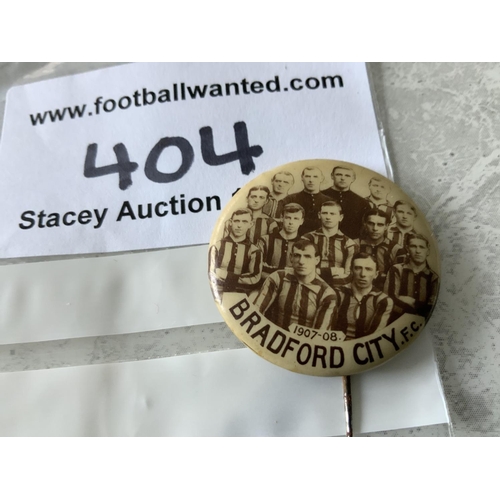 www.footballwanted.com
404
Stacey Auction
1907-08.
BRADFORD CITY. F.C.